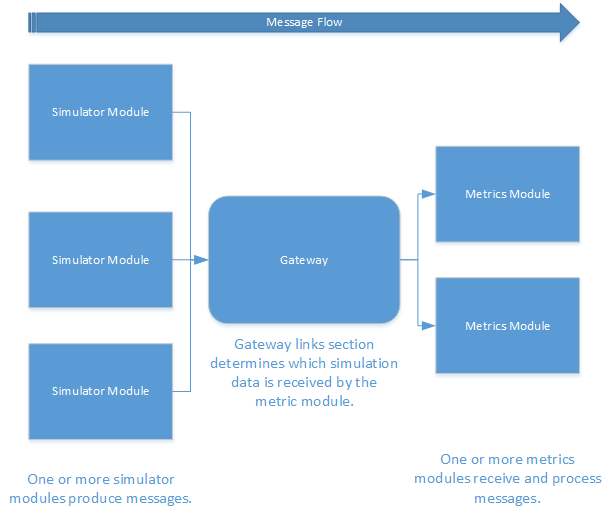 Message Flow
Simulator Module
Simulator Module
Simulator Module
Gateway
Gateway links section
determines which simulation
data is received by the
metric module.
Metrics Module
Metrics Module
One or more simulator
modules produce messages.
One or more metrics
modules receive and process
messages.